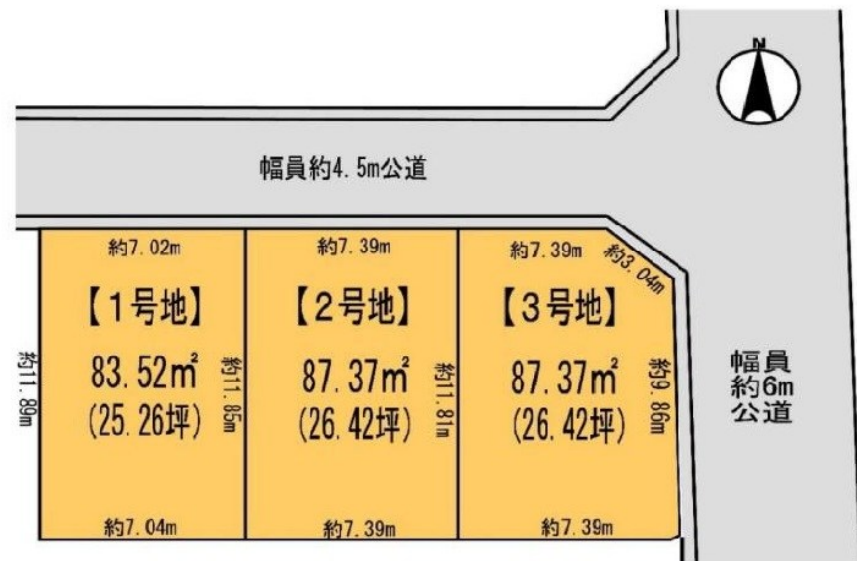 N
幅員約4.5m公道
約7.02m
約7.39m
約7.39m
約3.04m
【1号地】
【2号地】
【3号地】
約11.89m
83.52㎡
(25.26坪)
約11.85m
87.37㎡
(26.42坪)
約11.81m
87.37㎡
(26.42坪)
約9.86m
幅員
約6m
公道
約7.04m
約7.39m
約7.39m